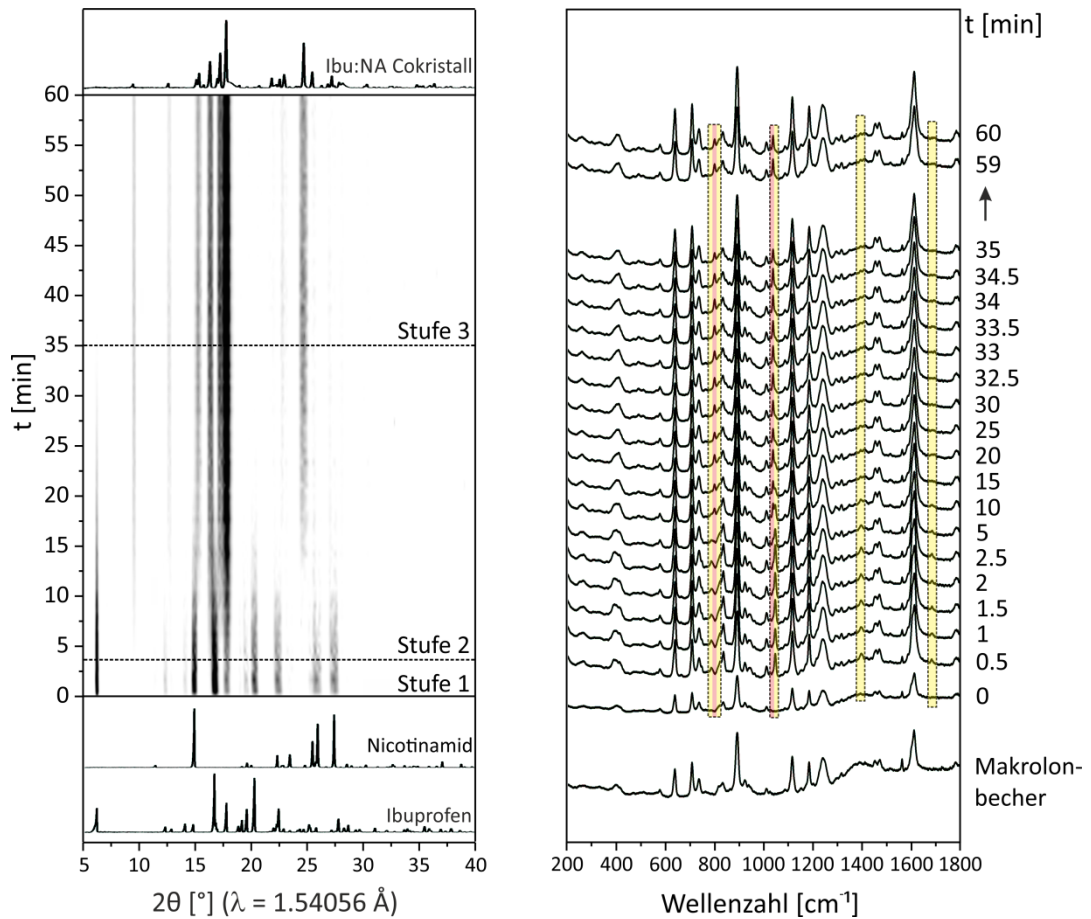 Ibu:NA Cokristall
60
55
50
45
40
35
30
25
20
15
10
5
0
t [min]
Stufe 3
Stufe 2
Stufe 1
Nicotinamid
Ibuprofen
5 10 15 20 25 30 35 40
2θ [°] (λ = 1.54056 Å)
t [min]
60
59
35
34.5
34
33.5
33
32.5
30
25
20
15
10
5
2.5
2
1.5
1
0.5
0
Makrolon-
becher
200 400 600 800 1000 1200 1400 1600 1800
Wellenzahl [cm⁻¹]